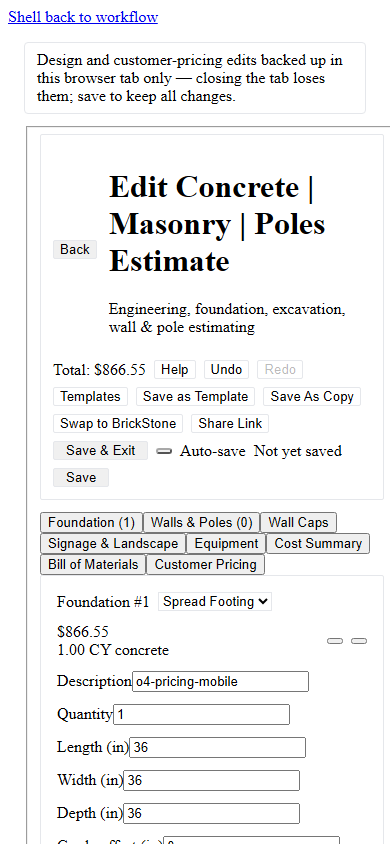 Shell back to workflow
Design and customer-pricing edits backed up in
this browser tab only — closing the tab loses
them; save to keep all changes.
Back
Edit Concrete |
Masonry | Poles
Estimate
Engineering, foundation, excavation,
wall & pole estimating
Total: $866.55 Help Undo Redo
Templates Save as Template Save As Copy
Swap to BrickStone Share Link
Save & Exit Auto-save Not yet saved
Save
Foundation (1) Walls & Poles (0) Wall Caps
Signage & Landscape Equipment Cost Summary
Bill of Materials Customer Pricing
Foundation #1 Spread Footing
$866.55
1.00 CY concrete
Description o4-pricing-mobile
Quantity 1
Length (in) 36
Width (in) 36
Depth (in) 36